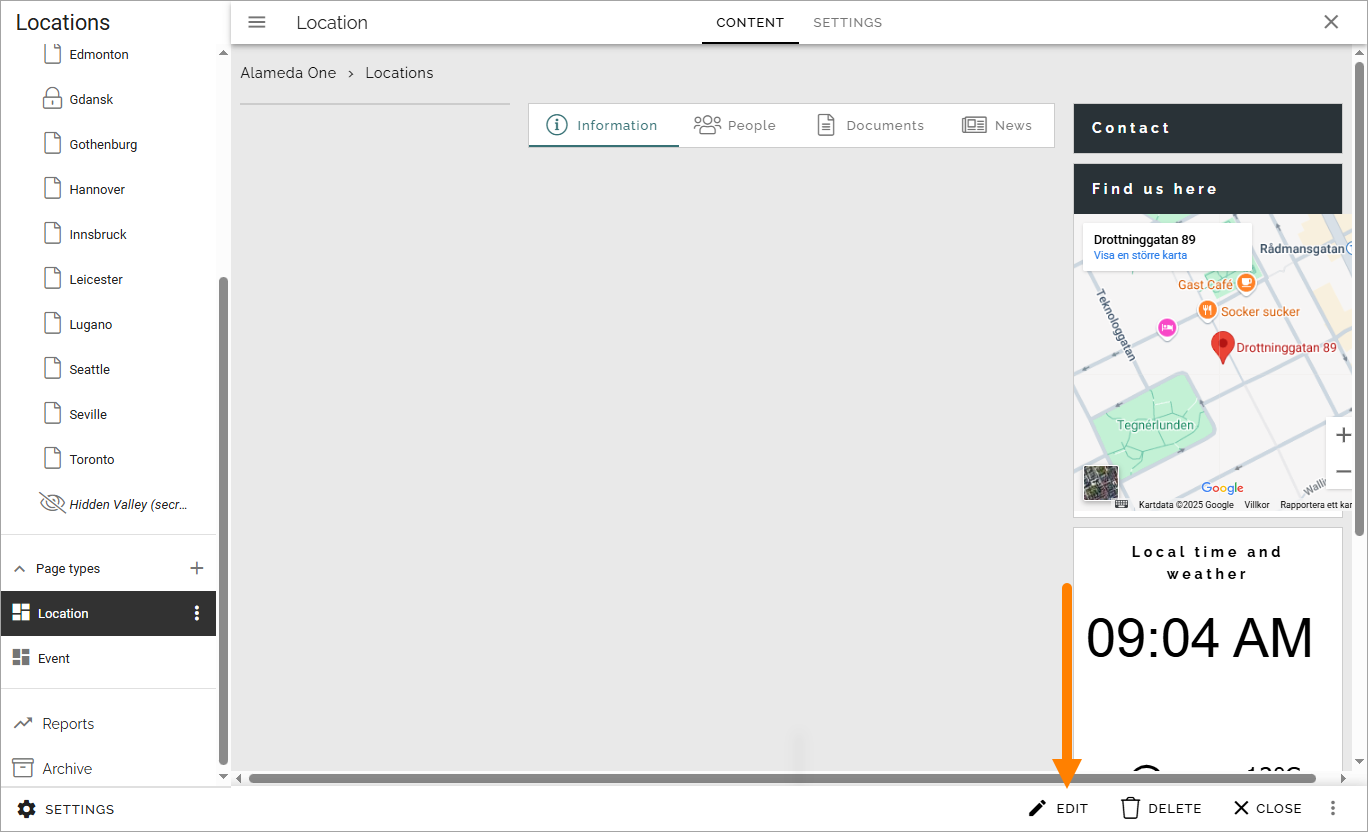 Locations
Edmonton
Gdansk
Gothenburg
Hannover
Innsbruck
Leicester
Lugano
Seattle
Seville
Toronto
Hidden Valley (secr...
Page types
Location
Event
Reports
Archive
SETTINGS
Location
CONTENT
SETTINGS
Alameda One › Locations
Information
People
Documents
News
Contact
Find us here
Drottninggatan 89
Visa en större karta
Rådmansgatan
Gast Café
Socker sucker
Teknologgatan
Drottninggatan 89
Tegnérlunden
Google
Kartdata ©2025 Google
Villkor
Rapportera ett kar
Local time and
weather
09:04 AM
EDIT
DELETE
CLOSE